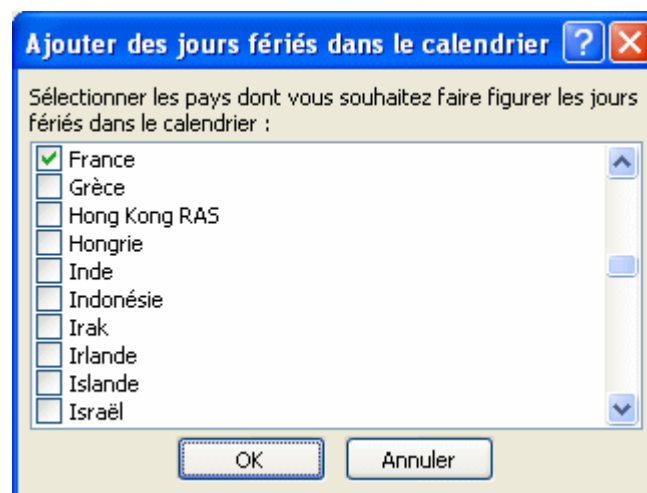 Ajouter des jours fériés dans le calendrier
Sélectionner les pays dont vous souhaitez faire figurer les jours
fériés dans le calendrier :
France
Grèce
Hong Kong RAS
Hongrie
Inde
Indonésie
Irak
Irlande
Islande
Israël
OK
Annuler